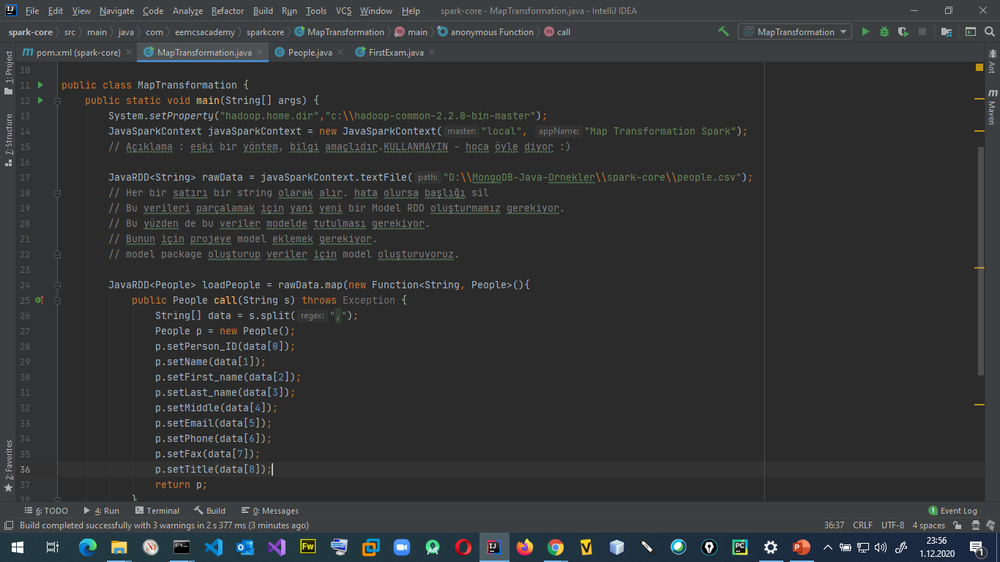 File Edit View Navigate Code Analyze Refactor Build Run Tools VCS Window Help spark-core - MapTransformation.java - IntelliJ IDEA
spark-core src main java com eemcsacademy sparkcore MapTransformation main anonymous Function call MapTransformation
pom.xml (spark-core) MapTransformation.java People.java FirstExam.java
1: Project
7: Structure
2: Favorites
Ant
Maven
10
11 public class MapTransformation {
12 public static void main(String[] args) {
13 System.setProperty("hadoop.home.dir","c:\\hadoop-common-2.2.0-bin-master");
14 JavaSparkContext javaSparkContext = new JavaSparkContext( master: "local", appName: "Map Transformation Spark");
15 // Açıklama : eski bir yöntem, bilgi amaçlıdır.KULLANMAYIN - hoca öyle diyor :)
16
17 JavaRDD<String> rawData = javaSparkContext.textFile( path: "D:\\MongoDB-Java-Ornekler\\spark-core\\people.csv");
18 // Her bir satırı bir string olarak alır. hata olursa başlığı sil
19 // Bu verileri parçalamak için yani yeni bir Model RDD oluşturmamız gerekiyor.
20 // Bu yüzden de bu veriler modelde tutulması gerekiyor.
21 // Bunun için projeye model eklemek gerekiyor.
22 // model package oluşturup veriler için model oluşturuyoruz.
23
24 JavaRDD<People> loadPeople = rawData.map(new Function<String, People>(){
25 public People call(String s) throws Exception {
26 String[] data = s.split( regex: ",");
27 People p = new People();
28 p.setPerson_ID(data[0]);
29 p.setName(data[1]);
30 p.setFirst_name(data[2]);
31 p.setLast_name(data[3]);
32 p.setMiddle(data[4]);
33 p.setEmail(data[5]);
34 p.setPhone(data[6]);
35 p.setFax(data[7]);
36 p.setTitle(data[8]);
37 return p;
38 }
6: TODO 4: Run Terminal Build 0: Messages 1 Event Log
Build completed successfully with 3 warnings in 2 s 377 ms (3 minutes ago) 36:37 CRLF UTF-8 4 spaces
23:56
1.12.2020